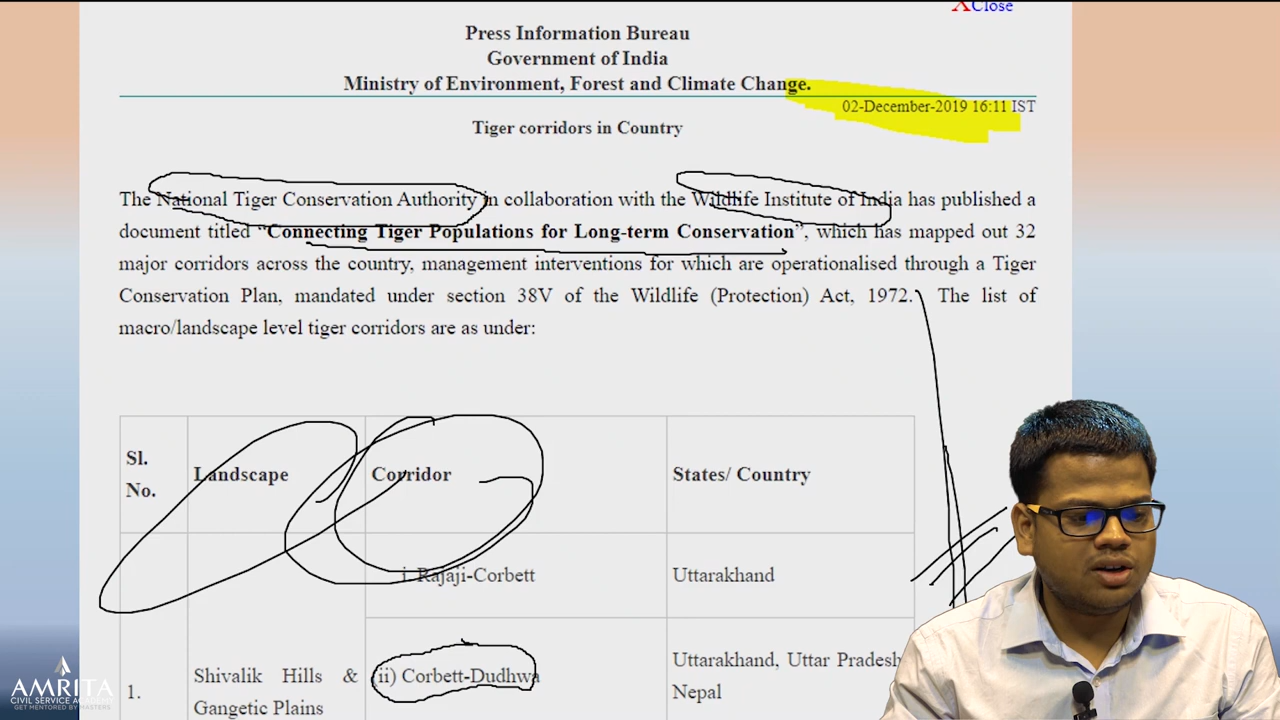 XClose
Press Information Bureau
Government of India
Ministry of Environment, Forest and Climate Change.
02-December-2019 16:11 IST
Tiger corridors in Country
The National Tiger Conservation Authority in collaboration with the Wildlife Institute of India has published a
document titled “Connecting Tiger Populations for Long-term Conservation”, which has mapped out 32
major corridors across the country, management interventions for which are operationalised through a Tiger
Conservation Plan, mandated under section 38V of the Wildlife (Protection) Act, 1972. The list of
macro/landscape level tiger corridors are as under:
Sl. No. Landscape Corridor States/ Country
i. Rajaji-Corbett Uttarakhand
1. Shivalik Hills & Gangetic Plains (ii) Corbett-Dudhwa Uttarakhand, Uttar Pradesh, Nepal
AMRITA
CIVIL SERVICE ACADEMY
GET MENTORED BY MASTERS